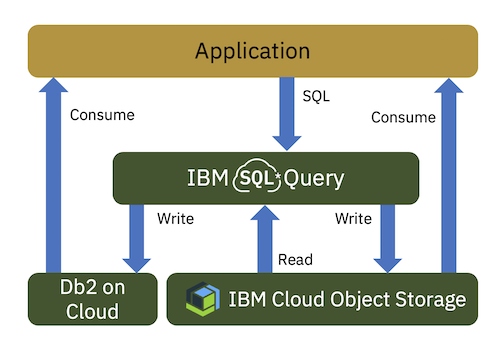 Application
SQL
Consume
Consume
IBM SQL Query
Write
Write
Read
Db2 on
Cloud
IBM Cloud Object Storage